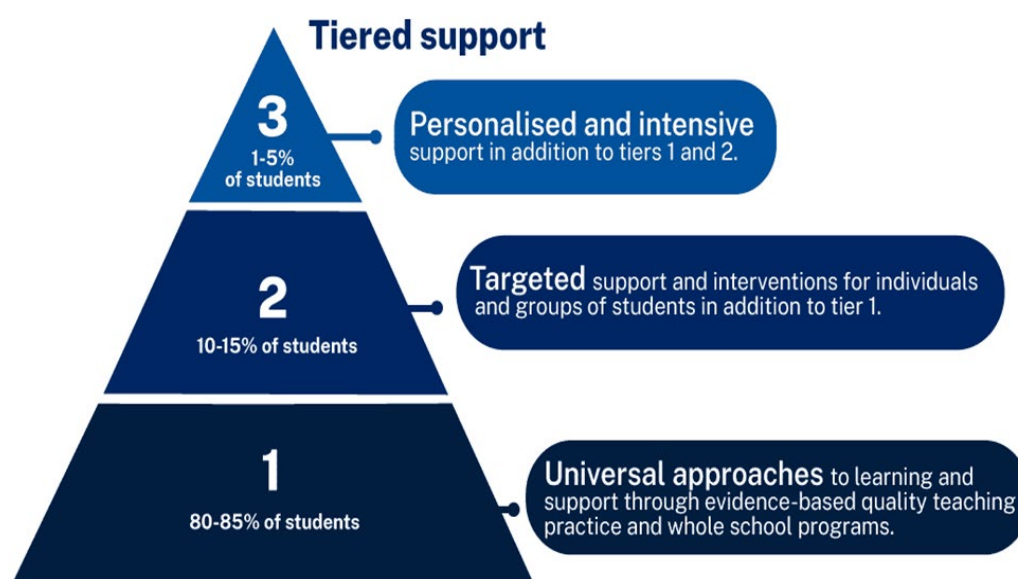 Tiered support
3
1-5%
of students
Personalised and intensive
support in addition to tiers 1 and 2.
2
10-15% of students
Targeted support and interventions for individuals
and groups of students in addition to tier 1.
1
80-85% of students
Universal approaches to learning and
support through evidence-based quality teaching
practice and whole school programs.